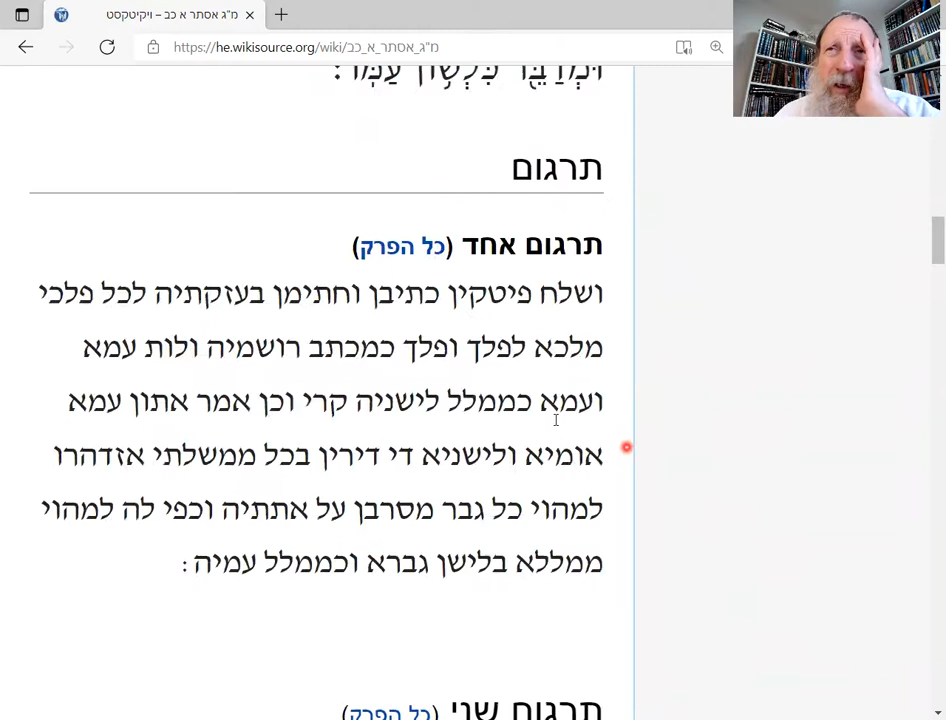 מ"ג אסתר א כב – ויקיטקסט
https://he.wikisource.org/wiki/מ"ג_אסתר_א_כב
וּמְדַבֵּ֖ר כִּלְשׁ֥וֹן עַמּֽוֹ׃
תרגום
תרגום אחד (כל הפרק)
ושלח פיטקין כתיבן וחתימן בעזקתיה לכל פלכי
מלכא לפלך ופלך כמכתב רושמיה ולות עמא
ועמא כממלל לישניה קרי וכן אמר אתון עמא
אומיא ולישניא די דירין בכל ממשלתי אזדהרו
למהוי כל גבר מסרבן על אתתיה וכפי לה למהוי
ממללא בלישן גברא וכממלל עמיה:
תרגום שני (כל הפרק)